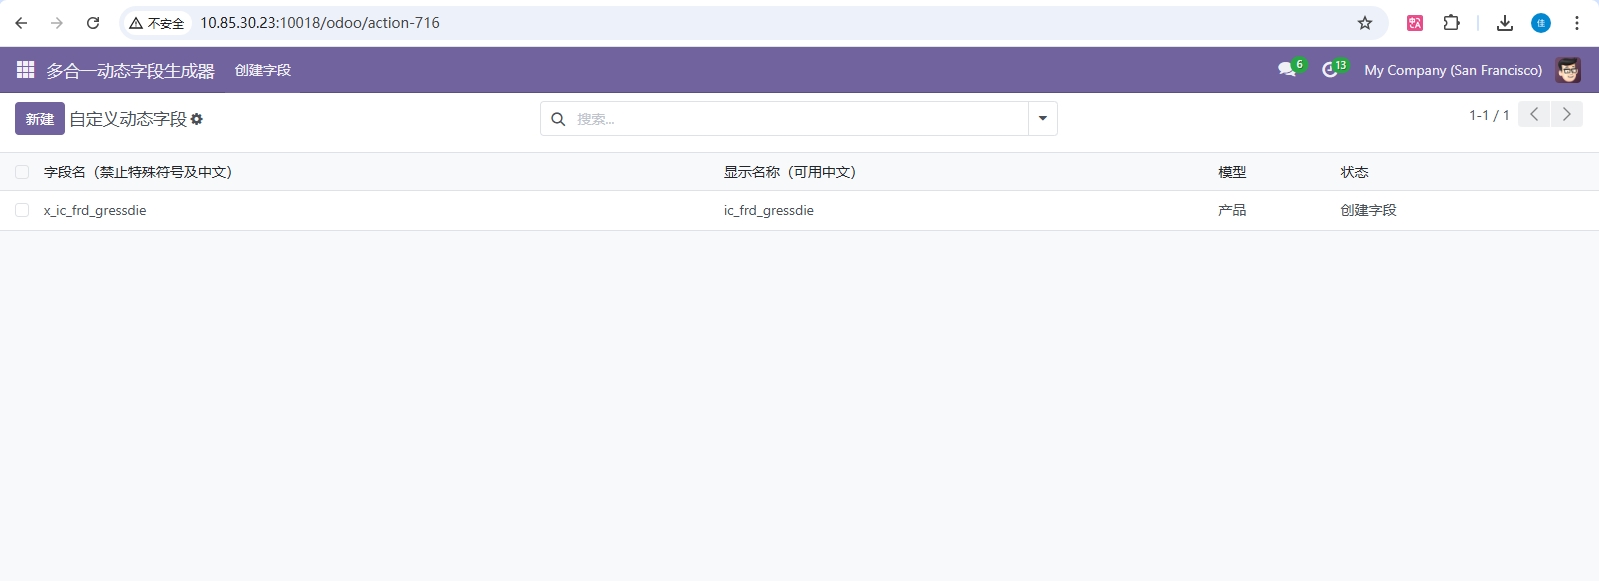 不安全 10.85.30.23:10018/odoo/action-716 佳
多合一动态字段生成器 创建字段 6 13 My Company (San Francisco)
新建 自定义动态字段 搜索... 1-1 / 1
字段名（禁止特殊符号及中文） 显示名称（可用中文） 模型 状态
x_ic_frd_gressdie ic_frd_gressdie 产品 创建字段